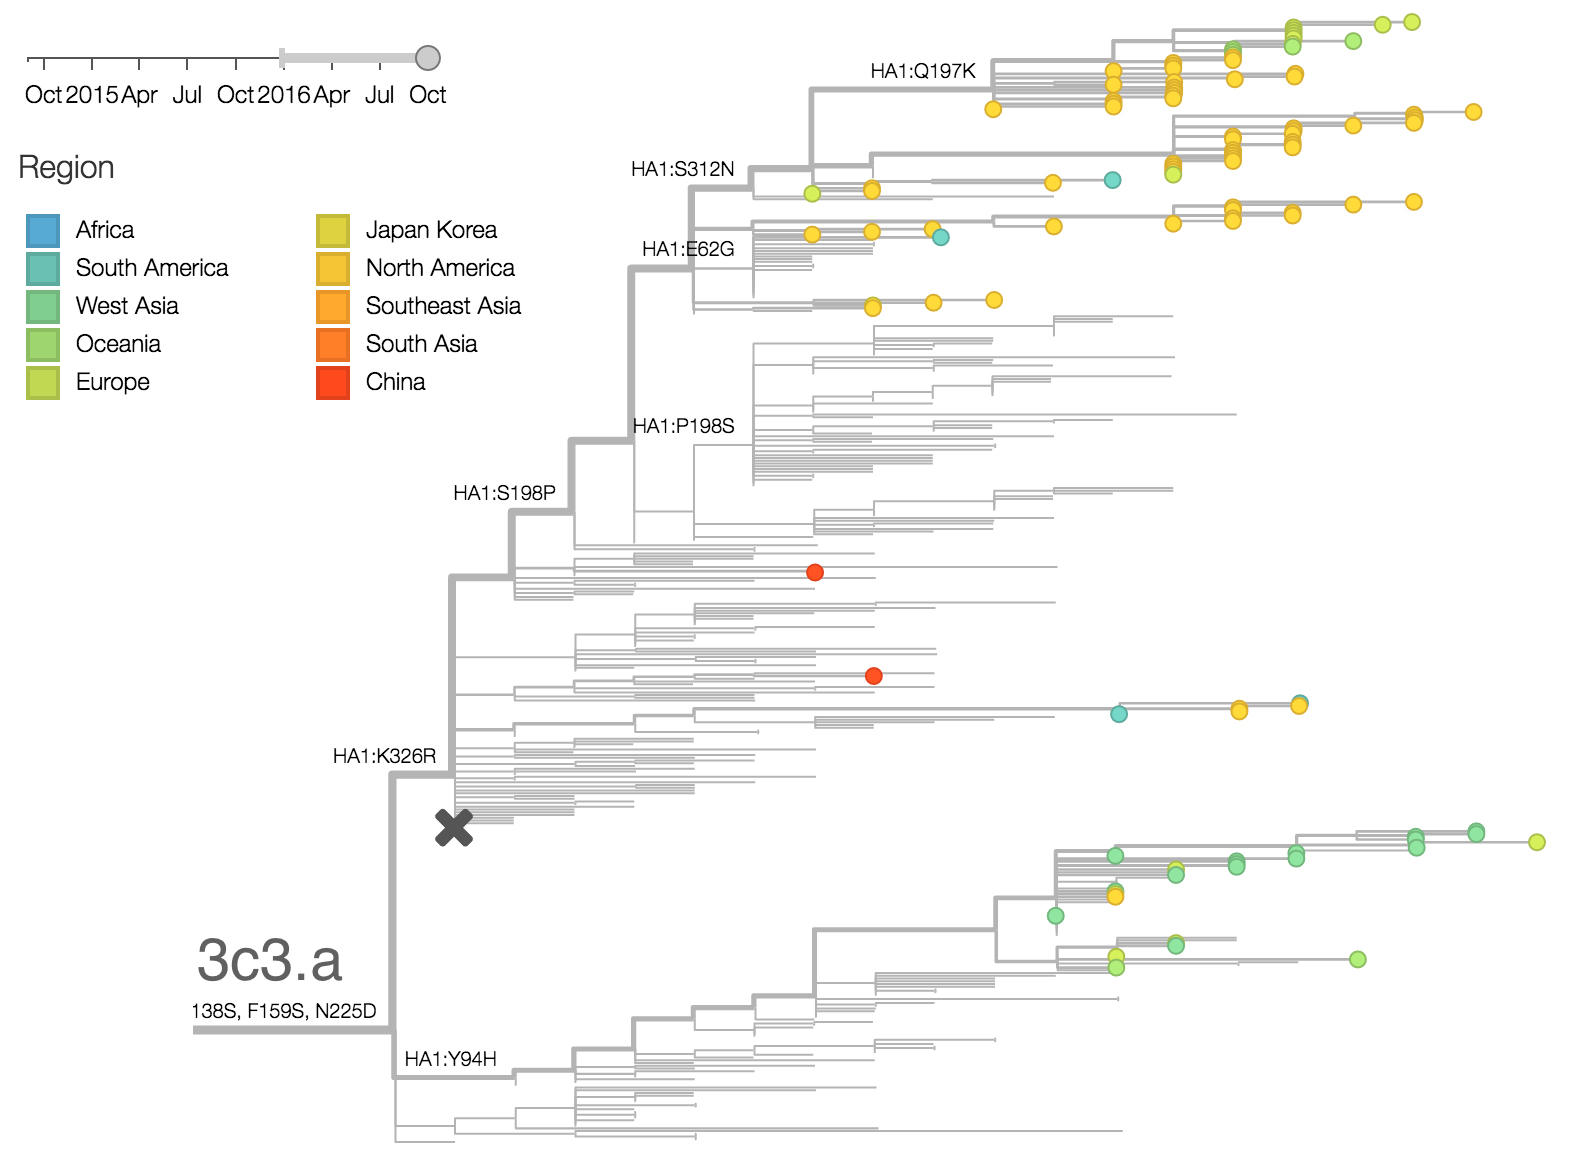 Oct 2015 Apr Jul Oct 2016 Apr Jul Oct
Region
Africa
South America
West Asia
Oceania
Europe
Japan Korea
North America
Southeast Asia
South Asia
China
HA1:Q197K
HA1:S312N
HA1:E62G
HA1:P198S
HA1:S198P
HA1:K326R
3c3.a
138S, F159S, N225D
HA1:Y94H